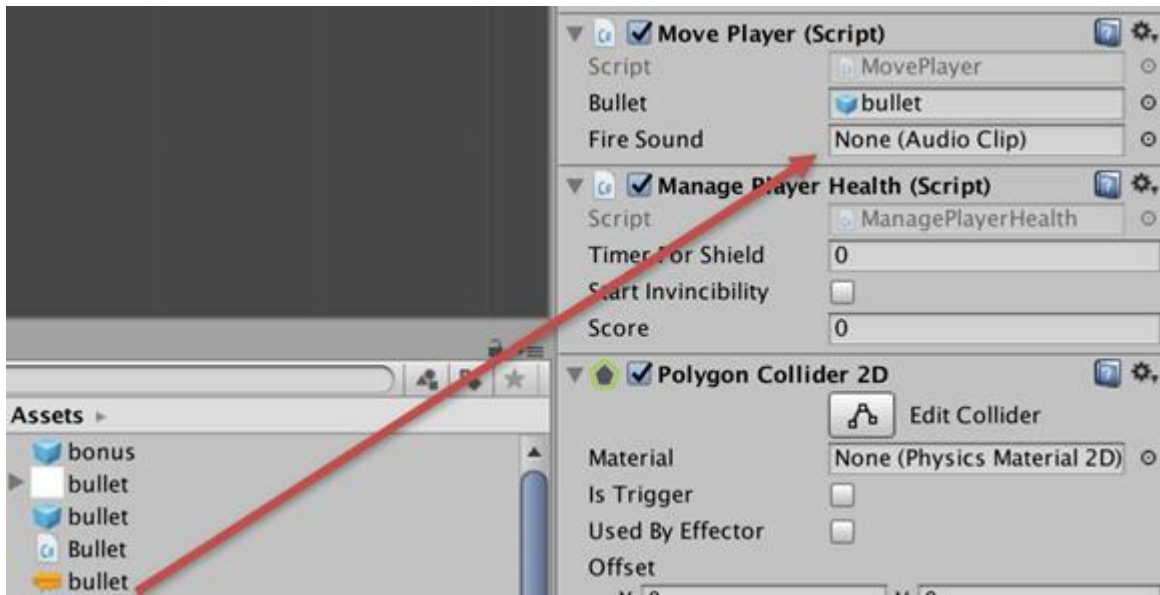 Move Player (Script)
Script MovePlayer
Bullet bullet
Fire Sound None (Audio Clip)
Manage Player Health (Script)
Script ManagePlayerHealth
Timer For Shield 0
Start Invincibility
Score 0
Polygon Collider 2D
Edit Collider
Material None (Physics Material 2D)
Is Trigger
Used By Effector
Offset
Assets
bonus
bullet
bullet
Bullet
bullet